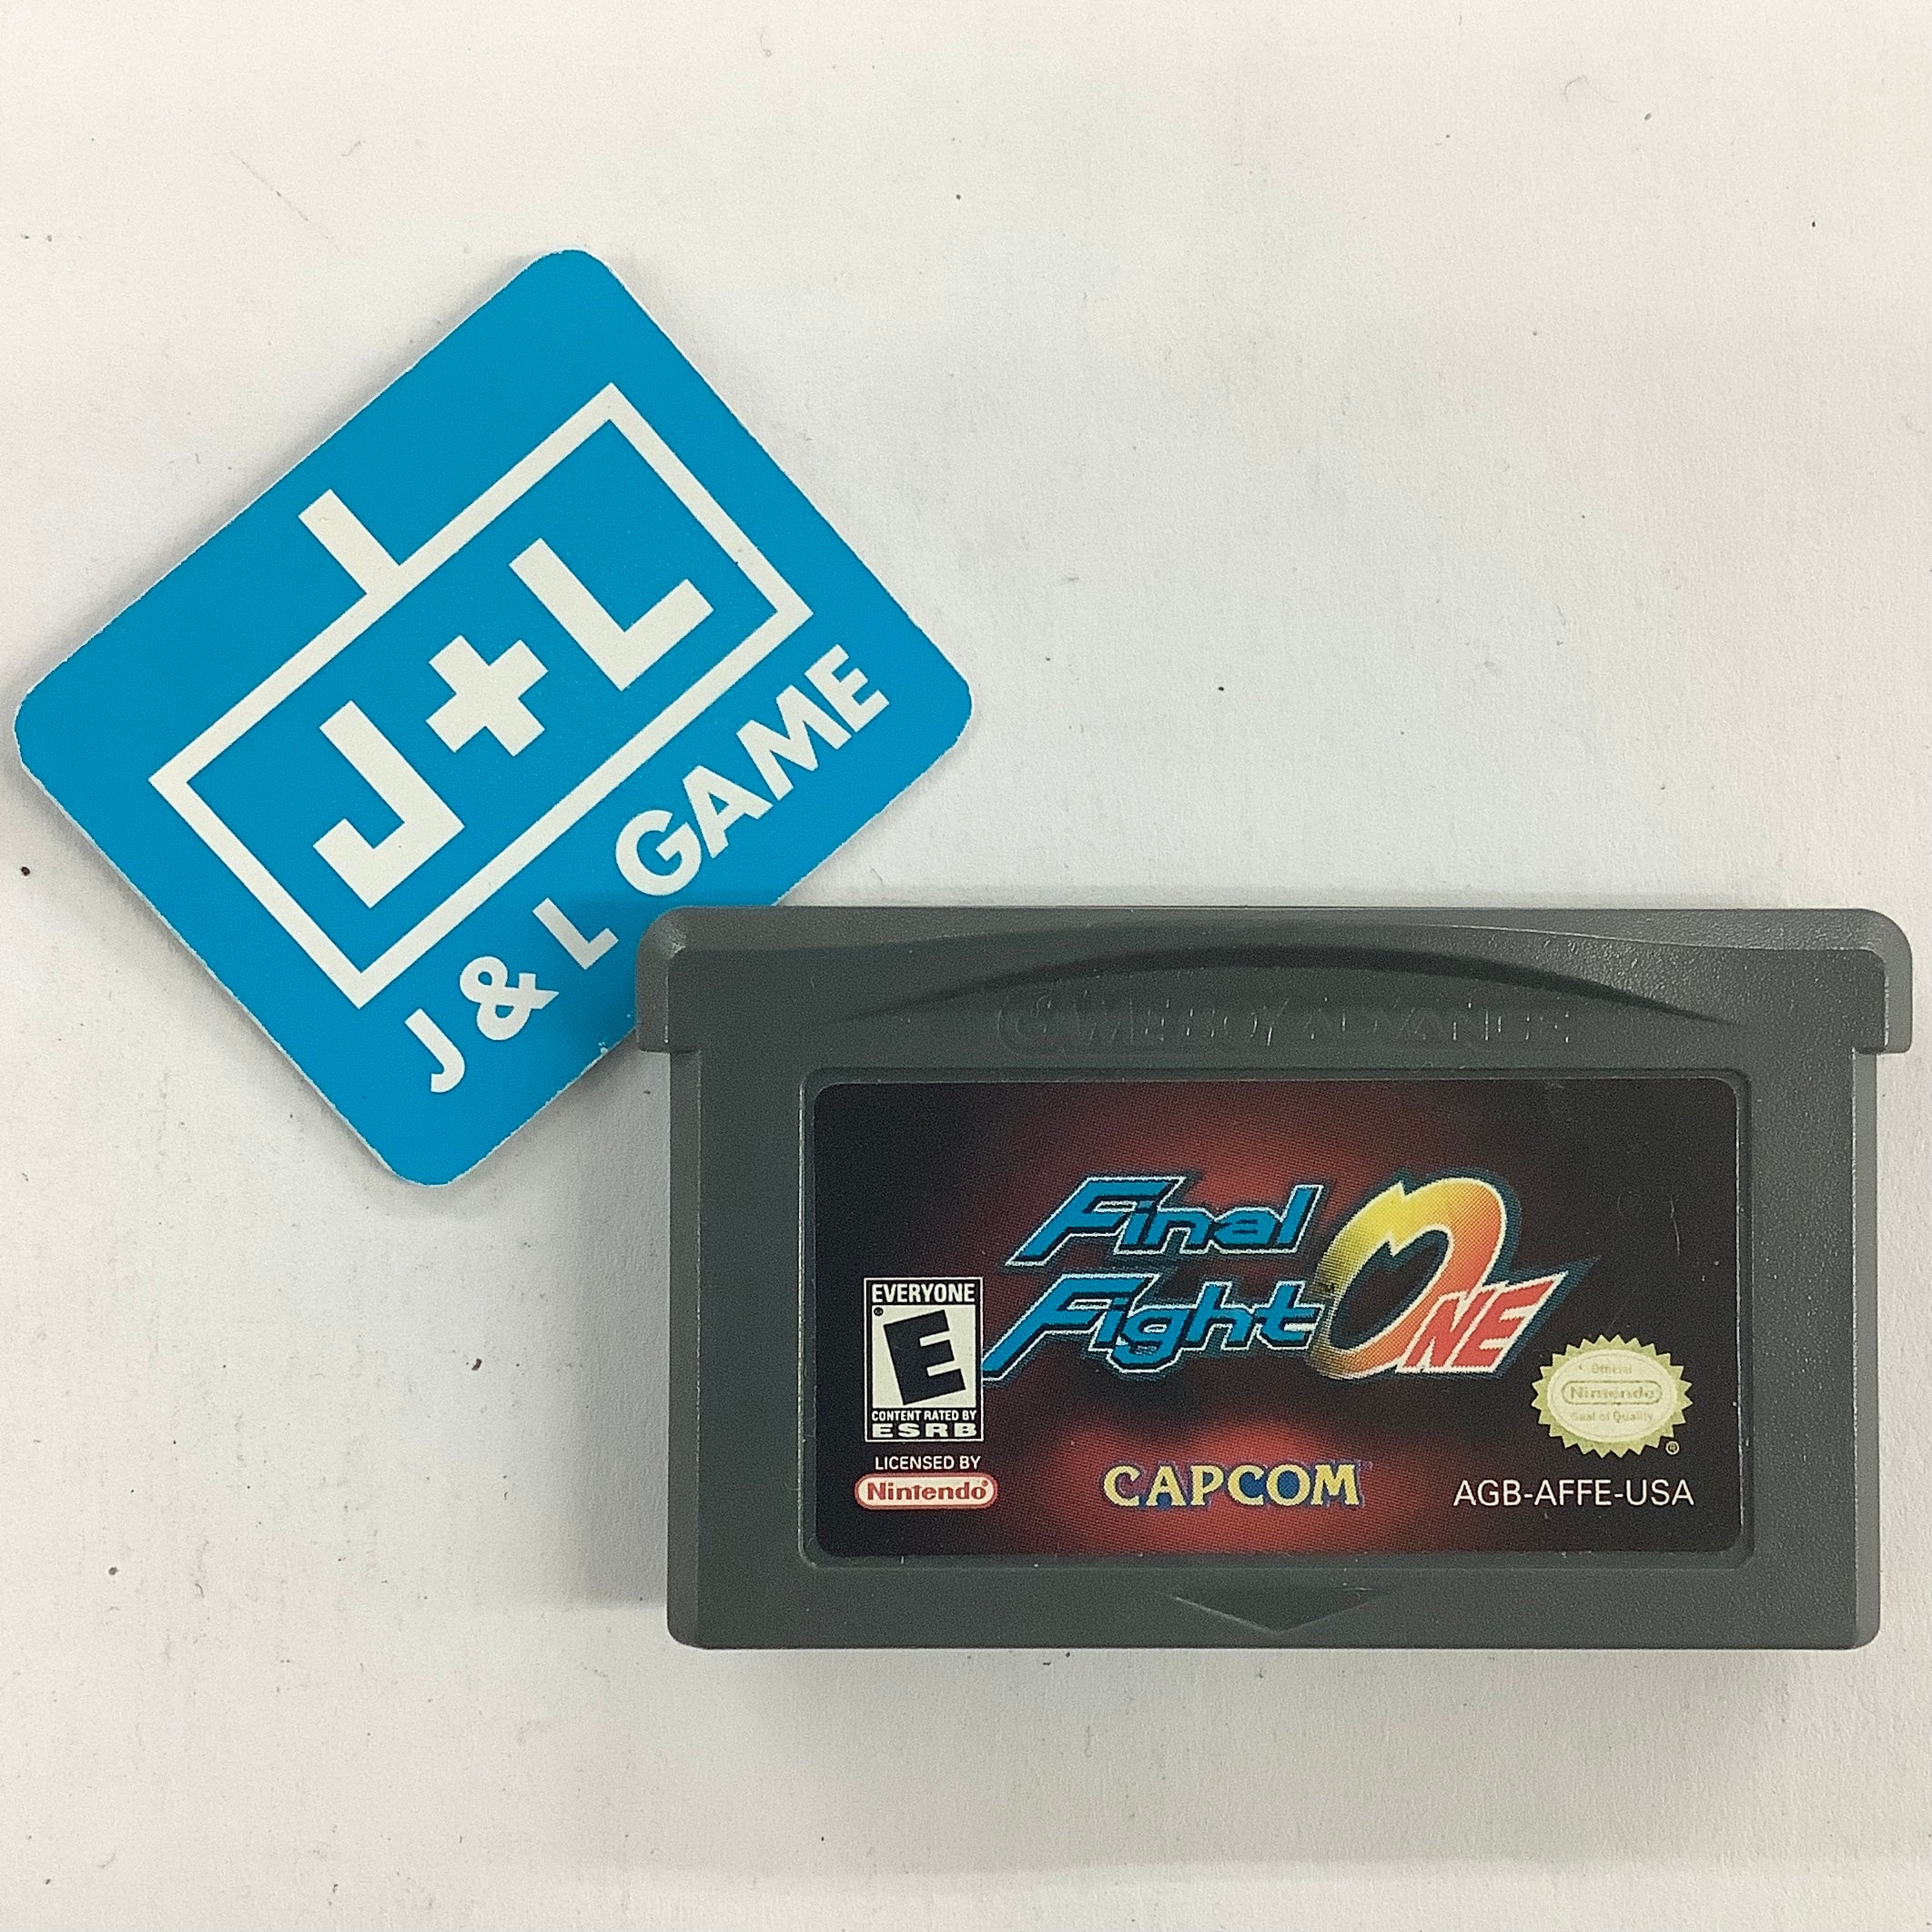 J+L
J & L GAME
GAME BOY ADVANCE
Final
Fight ONE
EVERYONE
E
CONTENT RATED BY
ESRB
LICENSED BY
Nintendo®
CAPCOM
Official
Nintendo
Seal of Quality
®
AGB-AFFE-USA